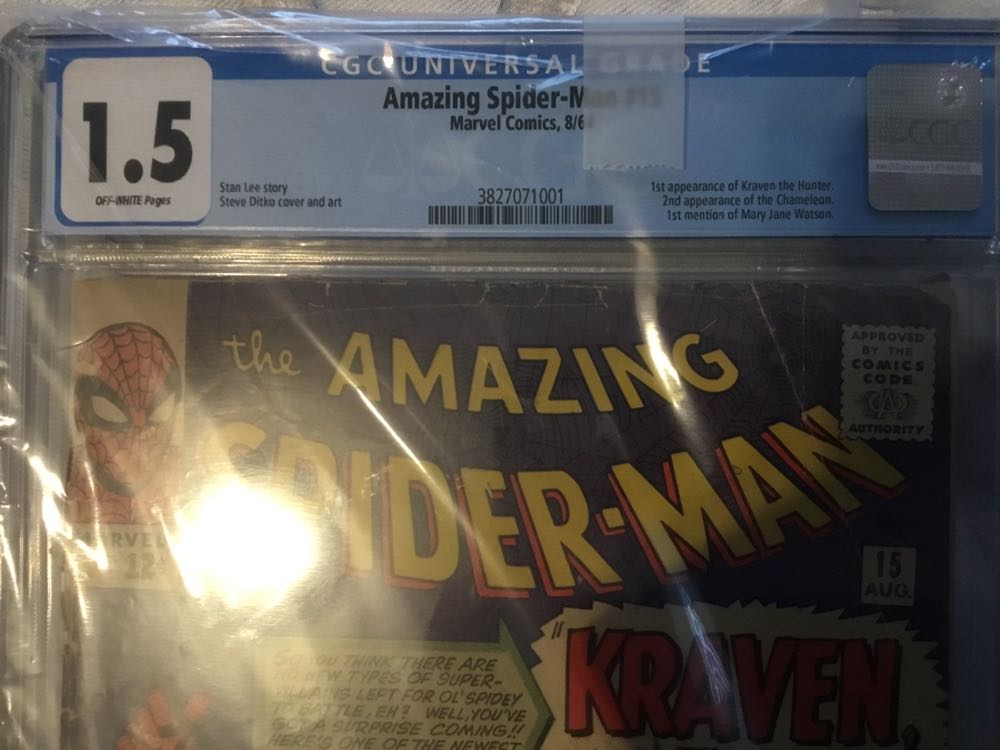 CGC UNIVERSAL GRADE
1.5
OFF-WHITE Pages
Amazing Spider-Man #15
Marvel Comics, 8/6
Stan Lee story
Steve Ditko cover and art
3827071001
1st appearance of Kraven the Hunter.
2nd appearance of the Chameleon.
1st mention of Mary Jane Watson.
CGC
the AMAZING
SPIDER-MAN
APPROVED
BY THE
COMICS
CODE
AUTHORITY
MARVEL
12¢
15
AUG.
"KRAVEN,
SO YOU THINK THERE ARE
NO NEW TYPES OF SUPER-
VILLAINS LEFT FOR OL' SPIDEY
TO BATTLE, EH? WELL, YOU'VE
GOT A SURPRISE COMING!!
HERE'S ONE OF THE NEWEST